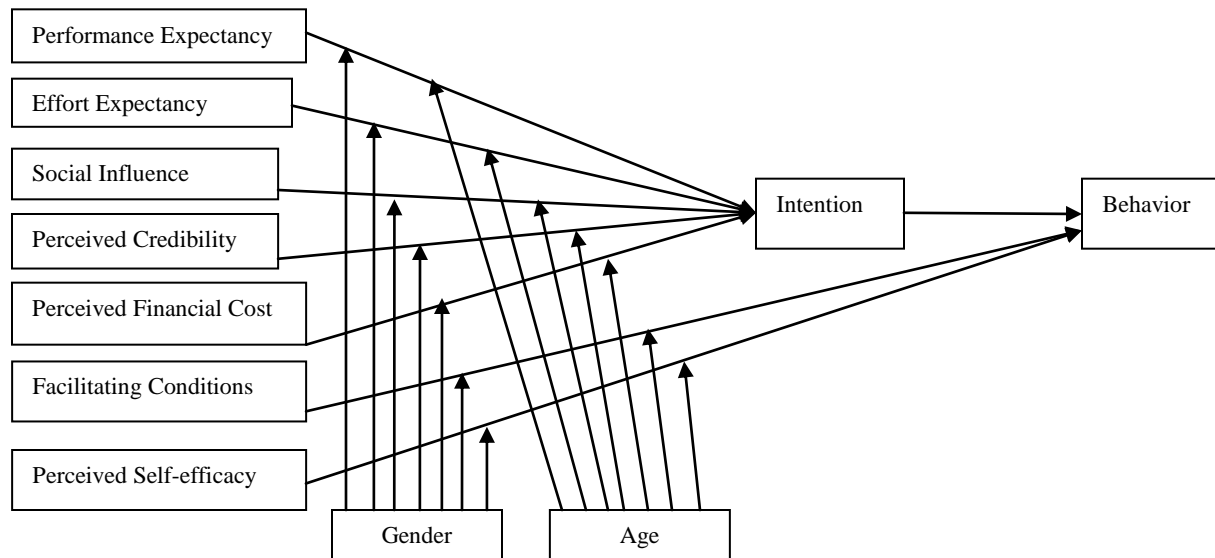 Performance Expectancy
Effort Expectancy
Social Influence
Perceived Credibility
Perceived Financial Cost
Facilitating Conditions
Perceived Self-efficacy
Intention
Behavior
Gender
Age